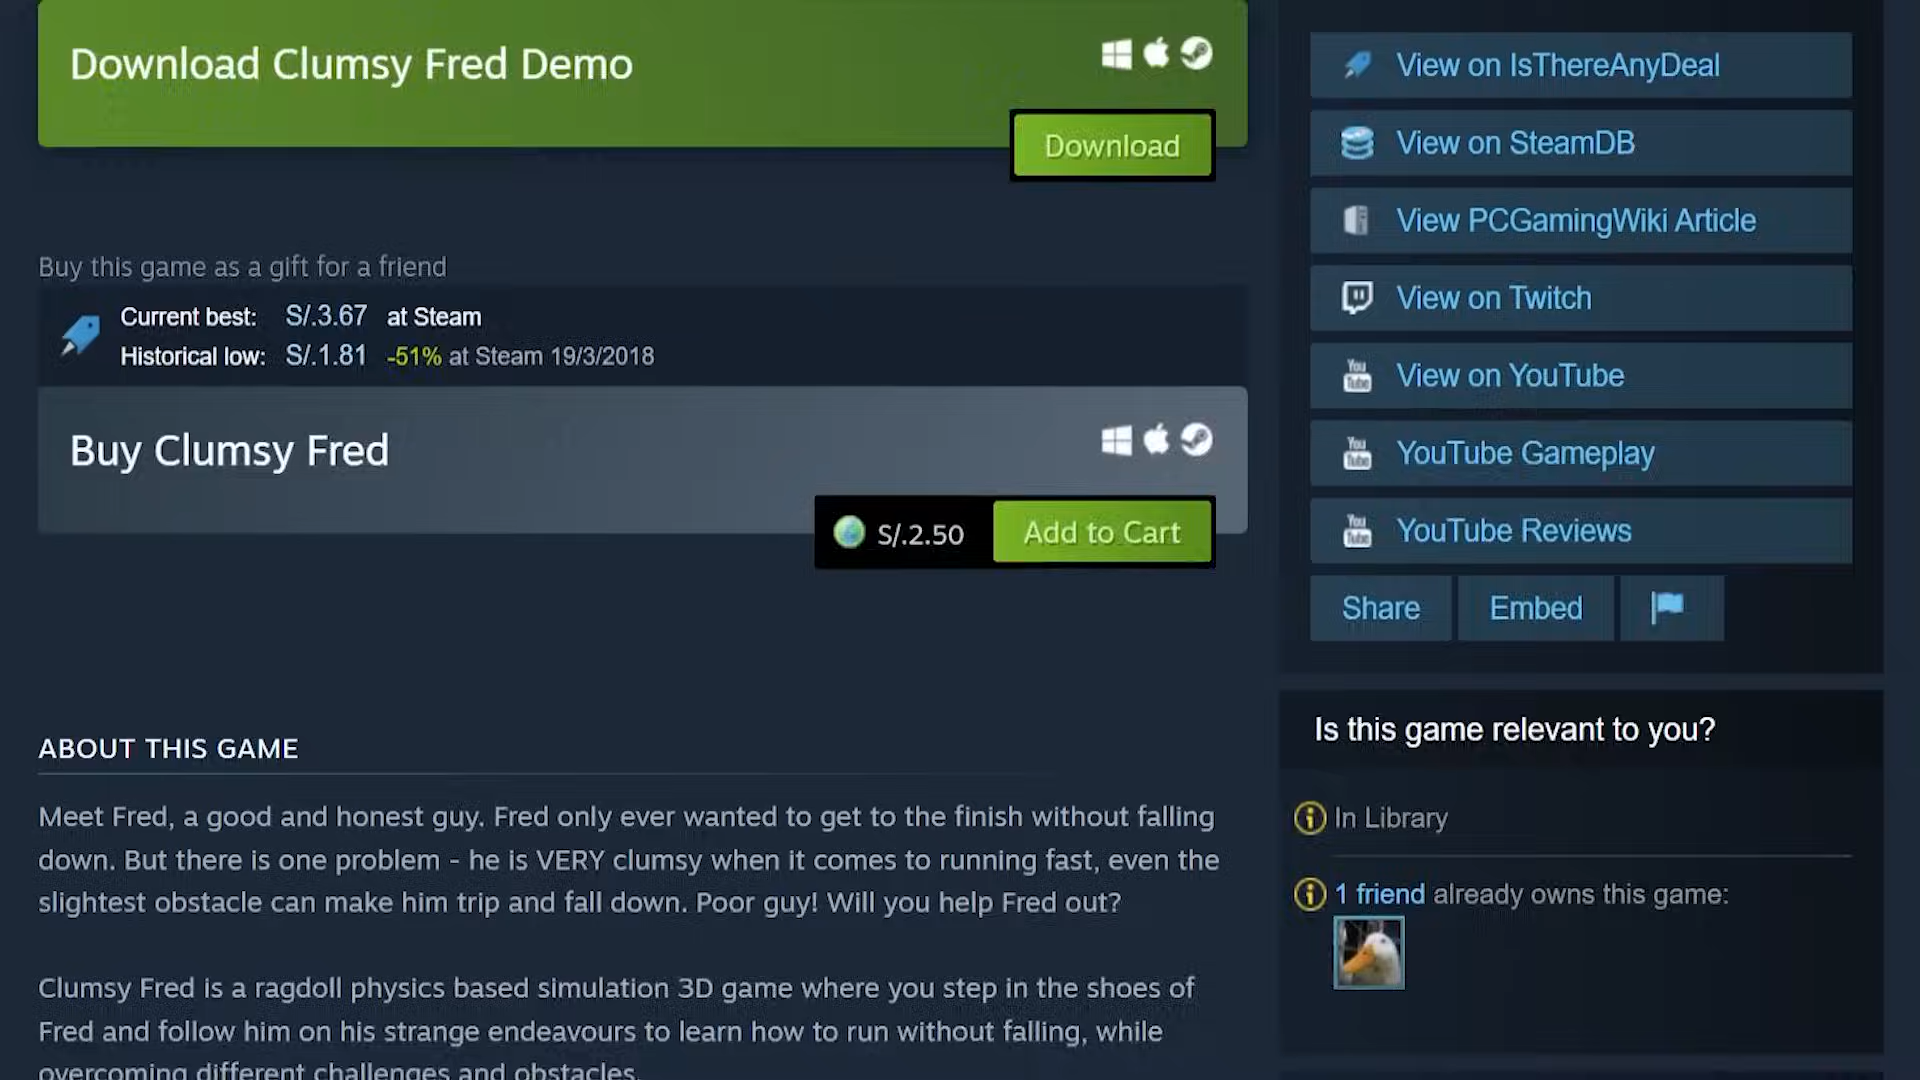 Download Clumsy Fred Demo
Download
Buy this game as a gift for a friend
Current best: S/.3.67 at Steam
Historical low: S/.1.81 -51% at Steam 19/3/2018
Buy Clumsy Fred
S/.2.50 Add to Cart
ABOUT THIS GAME
Meet Fred, a good and honest guy. Fred only ever wanted to get to the finish without falling
down. But there is one problem - he is VERY clumsy when it comes to running fast, even the
slightest obstacle can make him trip and fall down. Poor guy! Will you help Fred out?
Clumsy Fred is a ragdoll physics based simulation 3D game where you step in the shoes of
Fred and follow him on his strange endeavours to learn how to run without falling, while
overcoming different challenges and obstacles.
View on IsThereAnyDeal
View on SteamDB
View PCGamingWiki Article
View on Twitch
You Tube View on YouTube
You Tube YouTube Gameplay
You Tube YouTube Reviews
Share Embed
Is this game relevant to you?
In Library
1 friend already owns this game: